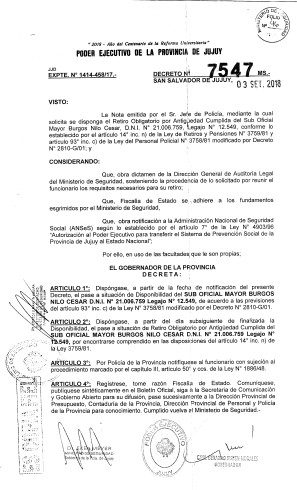 "2018 - Año del Centenario de la Reforma Universitaria"
PODER EJECUTIVO DE LA PROVINCIA DE JUJUY
EXPTE. Nº 1414-458/17.-
DECRETO Nº 7547 MS.-
SAN SALVADOR DE JUJUY, 03 SET. 2018
VISTO:
La Nota emitida por el Sr. Jefe de Policía, mediante la cual
solicita se disponga el Retiro Obligatorio por Antigüedad Cumplida del Sub Oficial
Mayor Burgos Nilo Cesar, D.N.I. Nº 21.006.759, Legajo Nº 12.549, conforme lo
establecido por el artículo 14° inc. n) de la Ley de Retiros y Pensiones Nº 3759/81 y
artículo 93° inc. c) de la Ley del Personal Policial Nº 3758/81 modificado por Decreto
Nº 2810-G/01; y
CONSIDERANDO:
Que, obra dictamen de la Dirección General de Auditoría Legal
del Ministerio de Seguridad, sosteniendo la procedencia de lo solicitado por reunir el
funcionario los requisitos necesarios para su retiro;
Que, Fiscalía de Estado se adhiere a los fundamentos
esgrimidos por el Ministerio de Seguridad;
Que, obra notificación a la Administración Nacional de Seguridad
Social (ANSeS) según lo establecido por el artículo 7° de la Ley Nº 4903/96
"Autorización al Poder Ejecutivo para transferir el Sistema de Prevención Social de la
Provincia de Jujuy al Estado Nacional";
Por ello, en uso de las facultades que le son propias;
EL GOBERNADOR DE LA PROVINCIA
D E C R E T A :
ARTICULO 1°: Dispóngase, a partir de la fecha de notificación del presente
Decreto, el pase a situación de Disponibilidad del SUB OFICIAL MAYOR BURGOS
NILO CESAR D.N.I. Nº 21.006.759 Legajo Nº 12.549, de acuerdo a las previsiones
del artículo 93° inc. c) de la Ley Nº 3758/81 modificado por Decreto Nº 2810-G/01.
ARTICULO 2°: Dispóngase, a partir del día subsiguiente de finalizada la
Disponibilidad, el pase a situación de Retiro Obligatorio por Antigüedad Cumplida del
SUB OFICIAL MAYOR BURGOS NILO CESAR D.N.I. Nº 21.006.759 Legajo Nº
12.549, por encontrarse comprendido en las disposiciones del artículo 14° inc. n) de la
Ley 3759/81.
ARTICULO 3°: Por Policía de la Provincia notifíquese al funcionario con sujeción al
procedimiento marcado por el capítulo III, artículo 50° y ccs. de la Ley Nº 1886/48.
ARTICULO 4°: Regístrese, tome razón Fiscalía de Estado. Comuníquese,
publíquese sintéticamente en el Boletín Oficial, siga a la Secretaría de Comunicación
y Gobierno Abierto para su difusión, pase sucesivamente a la Dirección Provincial de
Presupuesto, Contaduría de la Provincia, Dirección Provincial de Personal y Policía
de la Provincia para conocimiento. Cumplido vuelva el Ministerio de Seguridad.-
GOBERNADOR